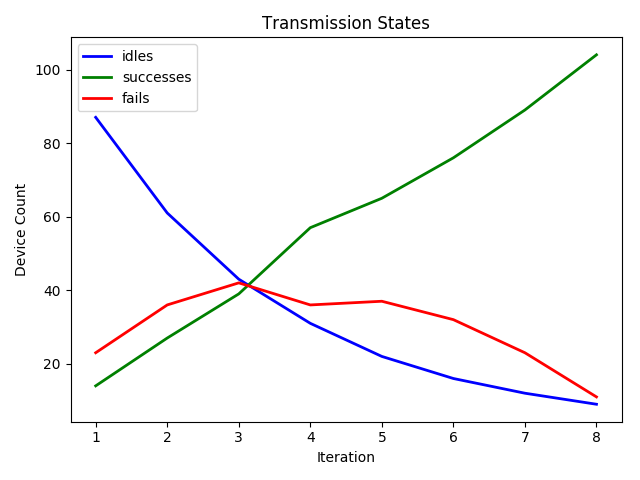 Transmission States
idles
successes
fails
Device Count
100
80
60
40
20
1 2 3 4 5 6 7 8
Iteration